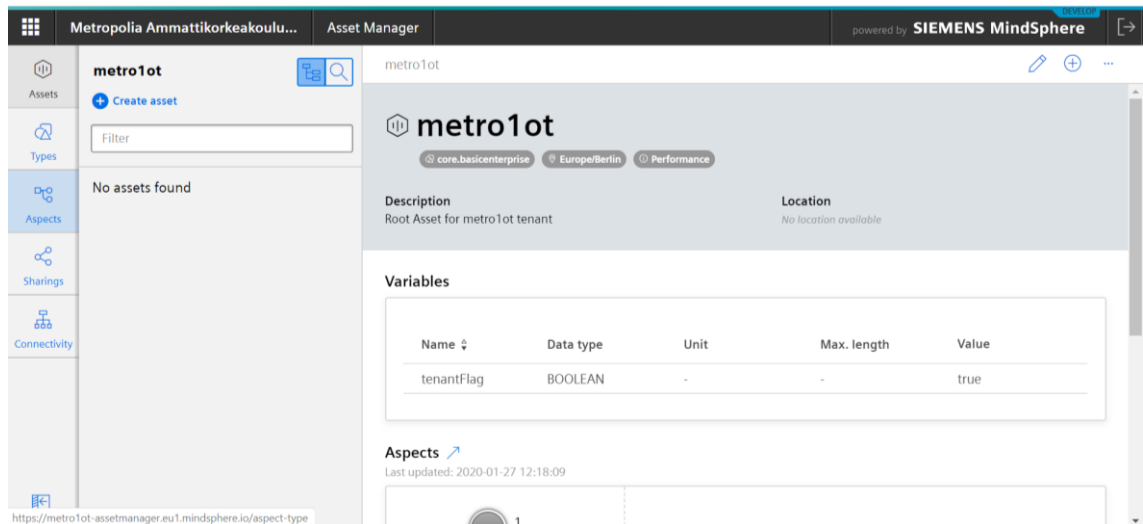 DEVELOP
Metropolia Ammattikorkeakoulu... Asset Manager powered by SIEMENS MindSphere
Assets
Types
Aspects
Sharings
Connectivity
metro1ot
Create asset
Filter
No assets found
metro1ot
metro1ot
core.basicenterprise Europe/Berlin Performance
Description Location
Root Asset for metro1ot tenant No location available
Variables
Name Data type Unit Max. length Value
tenantFlag BOOLEAN - - true
Aspects
Last updated: 2020-01-27 12:18:09
1
https://metro1ot-assetmanager.eu1.mindsphere.io/aspect-type